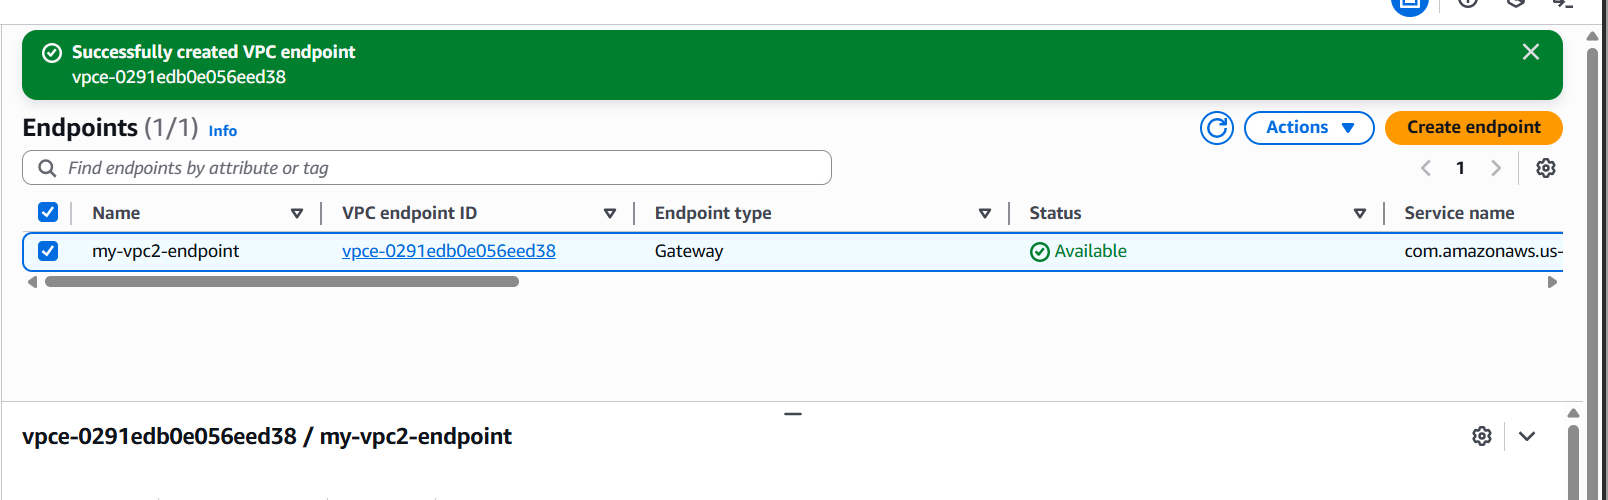 Successfully created VPC endpoint
vpce-0291edb0e056eed38
Endpoints (1/1) Info
Actions
Create endpoint
Find endpoints by attribute or tag
1
Name VPC endpoint ID Endpoint type Status Service name
my-vpc2-endpoint vpce-0291edb0e056eed38 Gateway Available com.amazonaws.us-
vpce-0291edb0e056eed38 / my-vpc2-endpoint